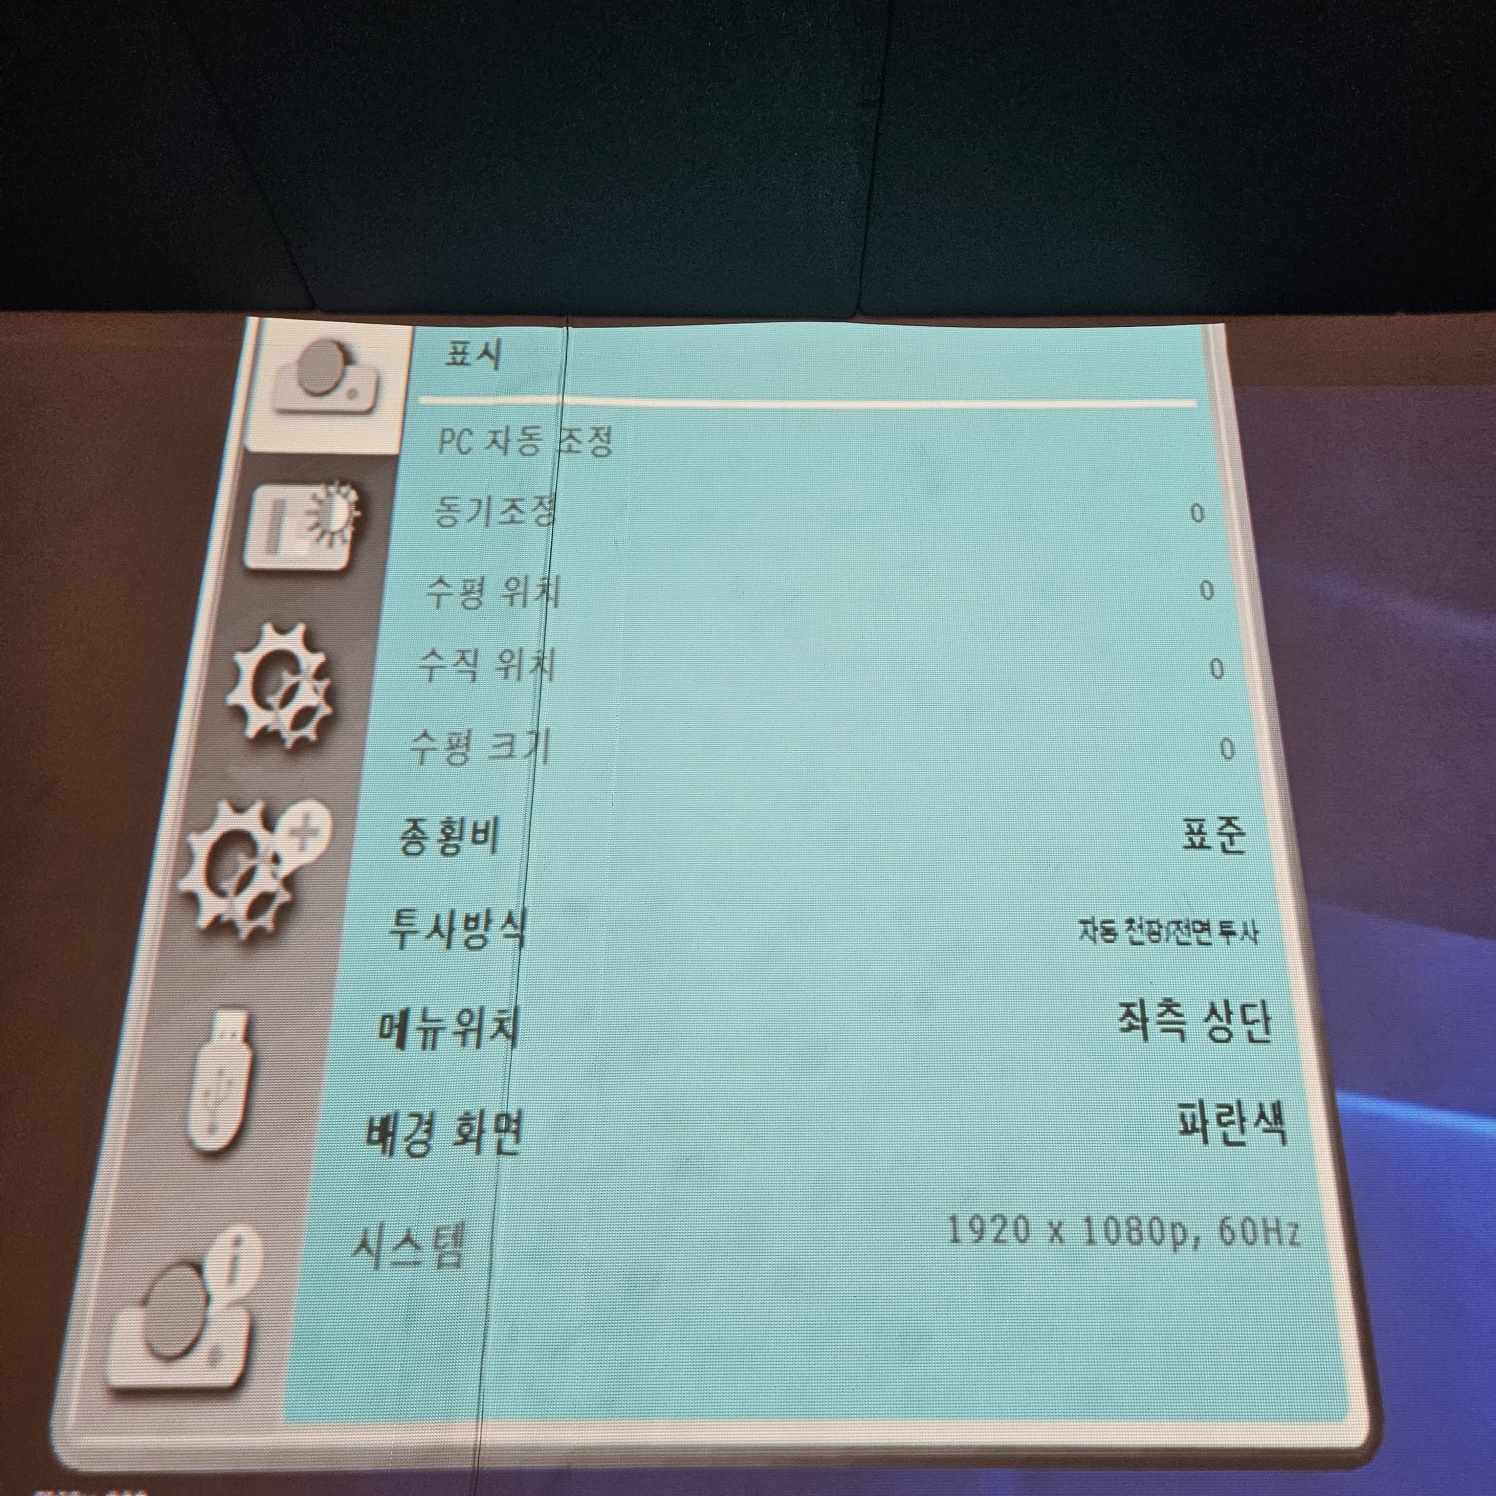 표시
PC 자동 조정
동기조정 0
수평 위치 0
수직 위치 0
수평 크기 0
종횡비 표준
투사방식 자동 천장/전면 투사
메뉴위치 좌측 상단
배경 화면 파란색
시스템 1920 x 1080p, 60Hz